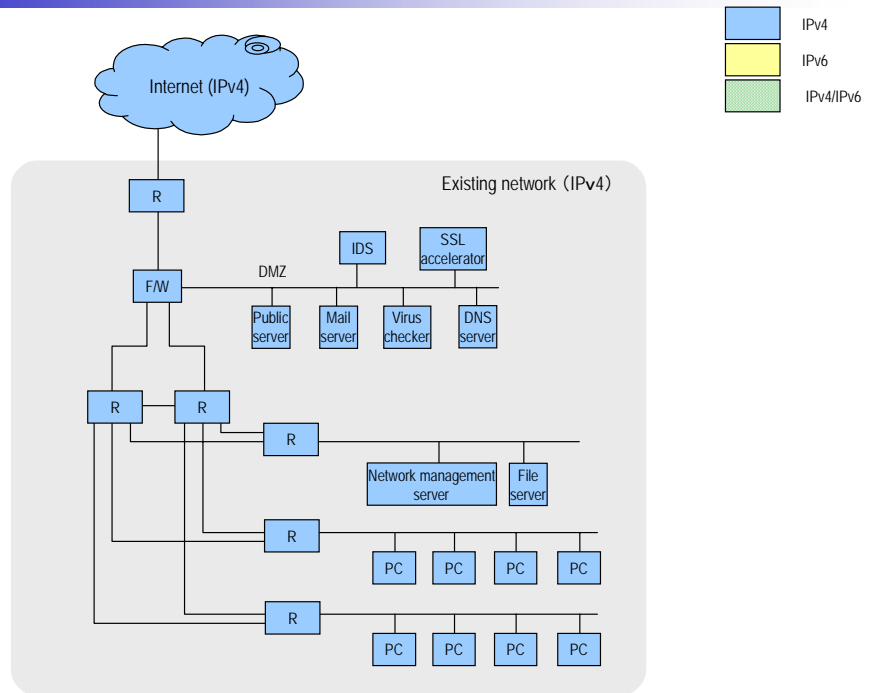 IPv4
IPv6
IPv4/IPv6
Internet (IPv4)
Existing network（IPv4）
R
IDS
SSL
accelerator
DMZ
F/W
Public
server
Mail
server
Virus
checker
DNS
server
R
R
R
Network management
server
File
server
R
PC
PC
PC
PC
R
PC
PC
PC
PC